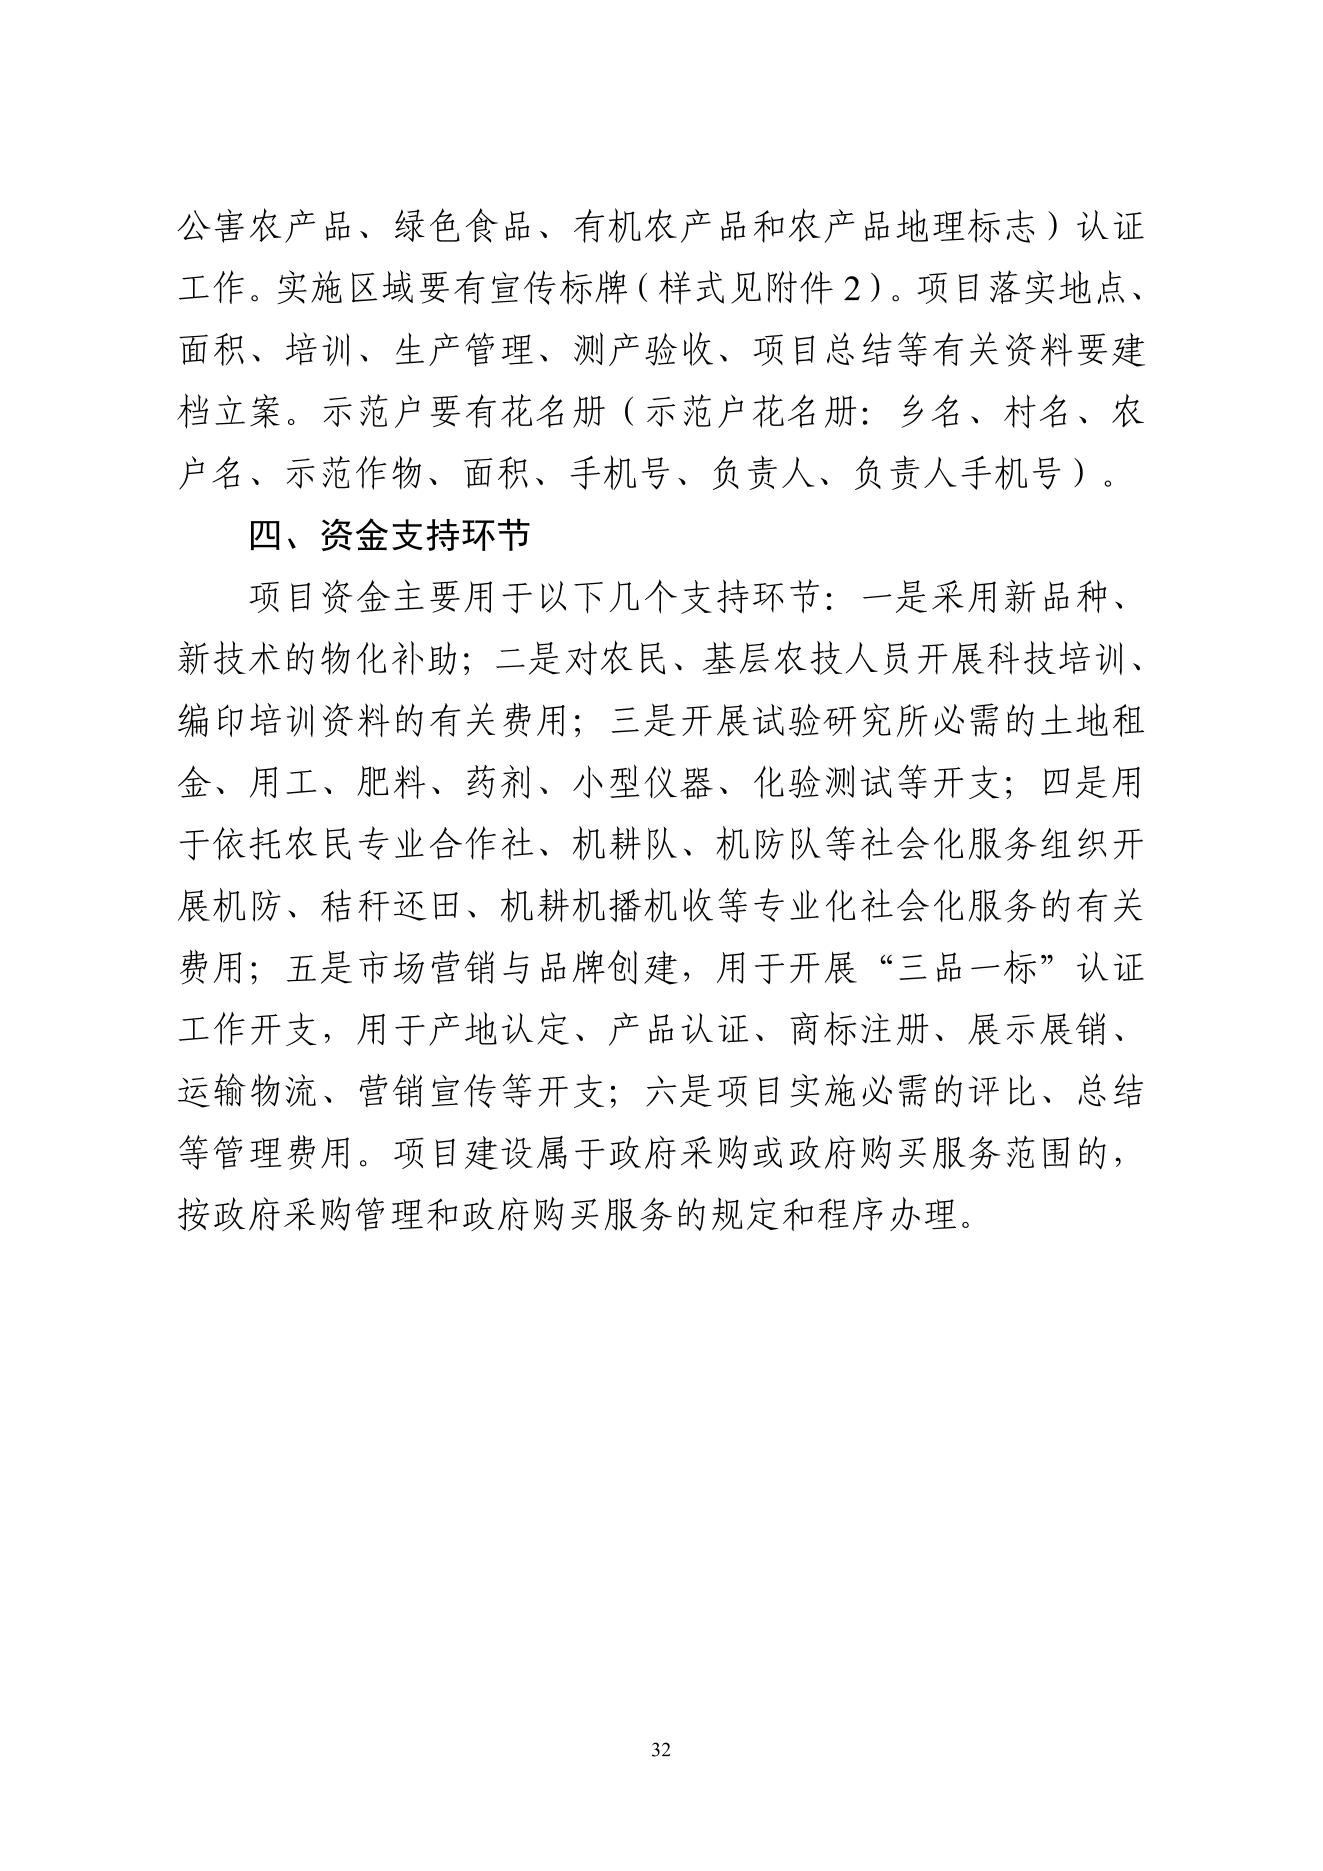 公害农产品、绿色食品、有机农产品和农产品地理标志）认证
工作。实施区域要有宣传标牌（样式见附件 2）。项目落实地点、
面积、培训、生产管理、测产验收、项目总结等有关资料要建
档立案。示范户要有花名册（示范户花名册：乡名、村名、农
户名、示范作物、面积、手机号、负责人、负责人手机号）。
四、资金支持环节
项目资金主要用于以下几个支持环节：一是采用新品种、
新技术的物化补助；二是对农民、基层农技人员开展科技培训、
编印培训资料的有关费用；三是开展试验研究所必需的土地租
金、用工、肥料、药剂、小型仪器、化验测试等开支；四是用
于依托农民专业合作社、机耕队、机防队等社会化服务组织开
展机防、秸秆还田、机耕机播机收等专业化社会化服务的有关
费用；五是市场营销与品牌创建，用于开展“三品一标”认证
工作开支，用于产地认定、产品认证、商标注册、展示展销、
运输物流、营销宣传等开支；六是项目实施必需的评比、总结
等管理费用。项目建设属于政府采购或政府购买服务范围的，
按政府采购管理和政府购买服务的规定和程序办理。
32